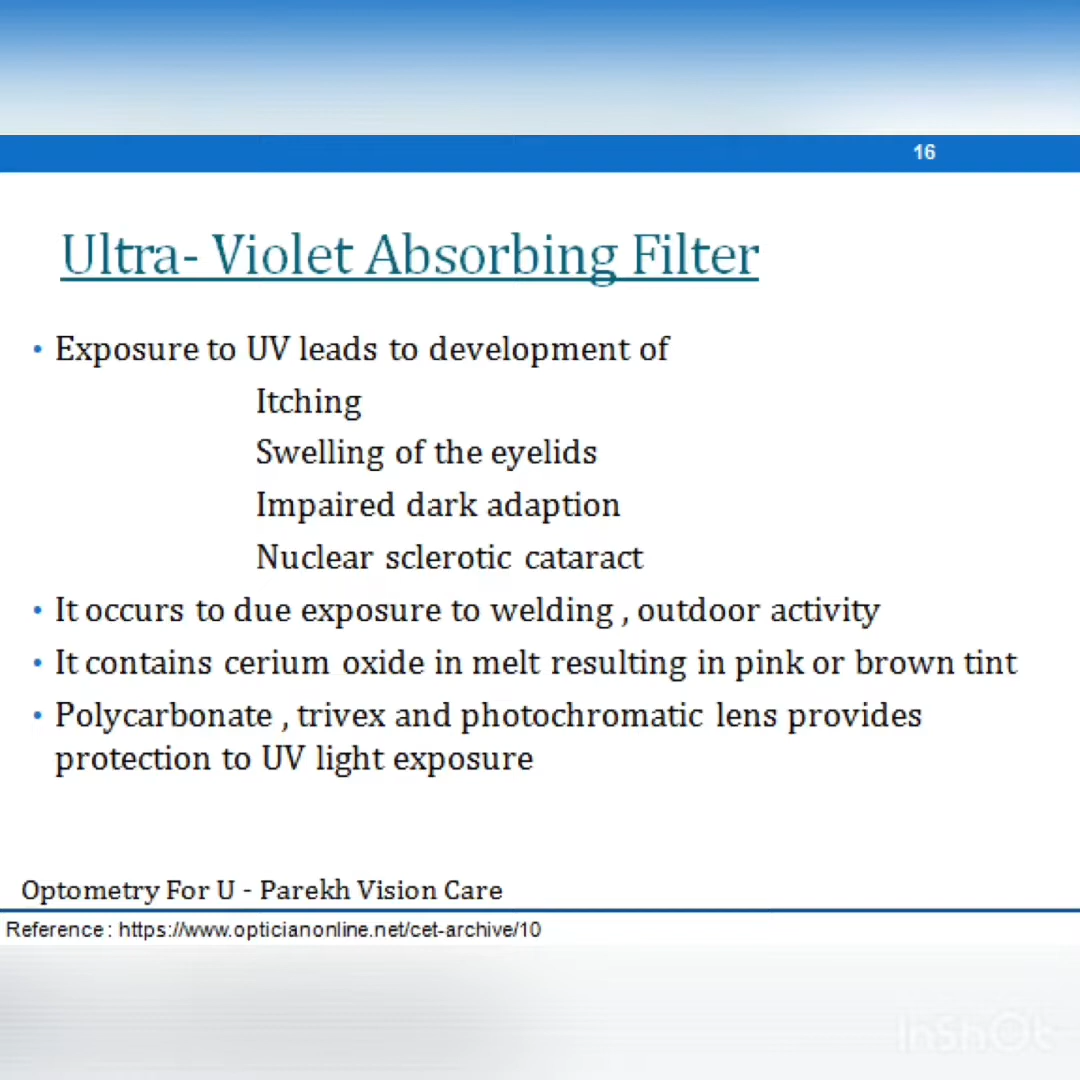 16
Ultra- Violet Absorbing Filter
• Exposure to UV leads to development of
Itching
Swelling of the eyelids
Impaired dark adaption
Nuclear sclerotic cataract
• It occurs to due exposure to welding , outdoor activity
• It contains cerium oxide in melt resulting in pink or brown tint
• Polycarbonate , trivex and photochromatic lens provides
protection to UV light exposure
Optometry For U - Parekh Vision Care
Reference : https://www.opticianonline.net/cet-archive/10
InShOt